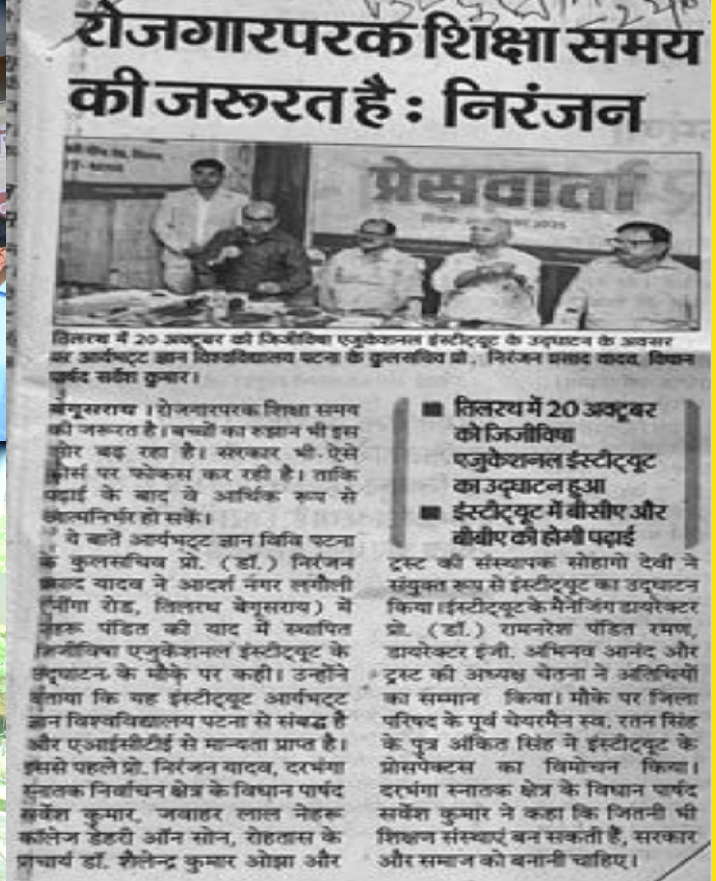 रोजगारपरक शिक्षा समय
की जरूरत है : निरंजन
प्रेसवार्ता
तिलरथ में 20 अक्टूबर को जिजीविषा एजुकेशनल इंस्टीट्यूट के उद्घाटन के अवसर
पर आर्यभट्ट ज्ञान विश्वविद्यालय पटना के कुलसचिव प्रो. निरंजन प्रसाद यादव, विधान
पार्षद सर्वेश कुमार।
बेगूसराय । रोजगारपरक शिक्षा समय
की जरूरत है। बच्चों का रुझान भी इस
ओर बढ़ रहा है। सरकार भी ऐसे
कोर्स पर फोकस कर रही है। ताकि
पढ़ाई के बाद वे आर्थिक रूप से
आत्मनिर्भर हो सकें।
ये बातें आर्यभट्ट ज्ञान विवि पटना
के कुलसचिव प्रो. (डॉ.) निरंजन
प्रसाद यादव ने आदर्श नगर लगौली
रोड, तिलरथ बेगूसराय) में
नेहरू पंडित की याद में स्थापित
जिजीविषा एजुकेशनल इंस्टीट्यूट के
उद्घाटन के मौके पर कही। उन्होंने
बताया कि यह इंस्टीट्यूट आर्यभट्ट
ज्ञान विश्वविद्यालय पटना से संबद्ध है
और एआईसीटीई से मान्यता प्राप्त है।
इससे पहले प्रो. निरंजन यादव, दरभंगा
स्नातक निर्वाचन क्षेत्र के विधान पार्षद
सर्वेश कुमार, जवाहर लाल नेहरू
कॉलेज डेहरी ऑन सोन, रोहतास के
प्राचार्य डॉ. शैलेन्द्र कुमार ओझा और
■ तिलरथ में 20 अक्टूबर
को जिजीविषा
एजुकेशनल इंस्टीट्यूट
का उद्घाटन हुआ
■ इंस्टीट्यूट में बीसीए और
बीबीए की होगी पढ़ाई
ट्रस्ट की संस्थापक सोहागो देवी ने
संयुक्त रूप से इंस्टीट्यूट का उद्घाटन
किया।इंस्टीट्यूट के मैनेजिंग डायरेक्टर
प्रो. (डॉ.) रामनरेश पंडित रमण,
डायरेक्टर इंजी. अभिनव आनंद और
ट्रस्ट की अध्यक्ष चेतना ने अतिथियों
का सम्मान किया। मौके पर जिला
परिषद के पूर्व चेयरमैन स्व. रतन सिंह
के पुत्र अंकित सिंह ने इंस्टीट्यूट के
प्रोसपेक्टस का विमोचन किया।
दरभंगा स्नातक क्षेत्र के विधान पार्षद
सर्वेश कुमार ने कहा कि जितनी भी
शिक्षण संस्थाएं बन सकती हैं, सरकार
और समाज को बनानी चाहिए।